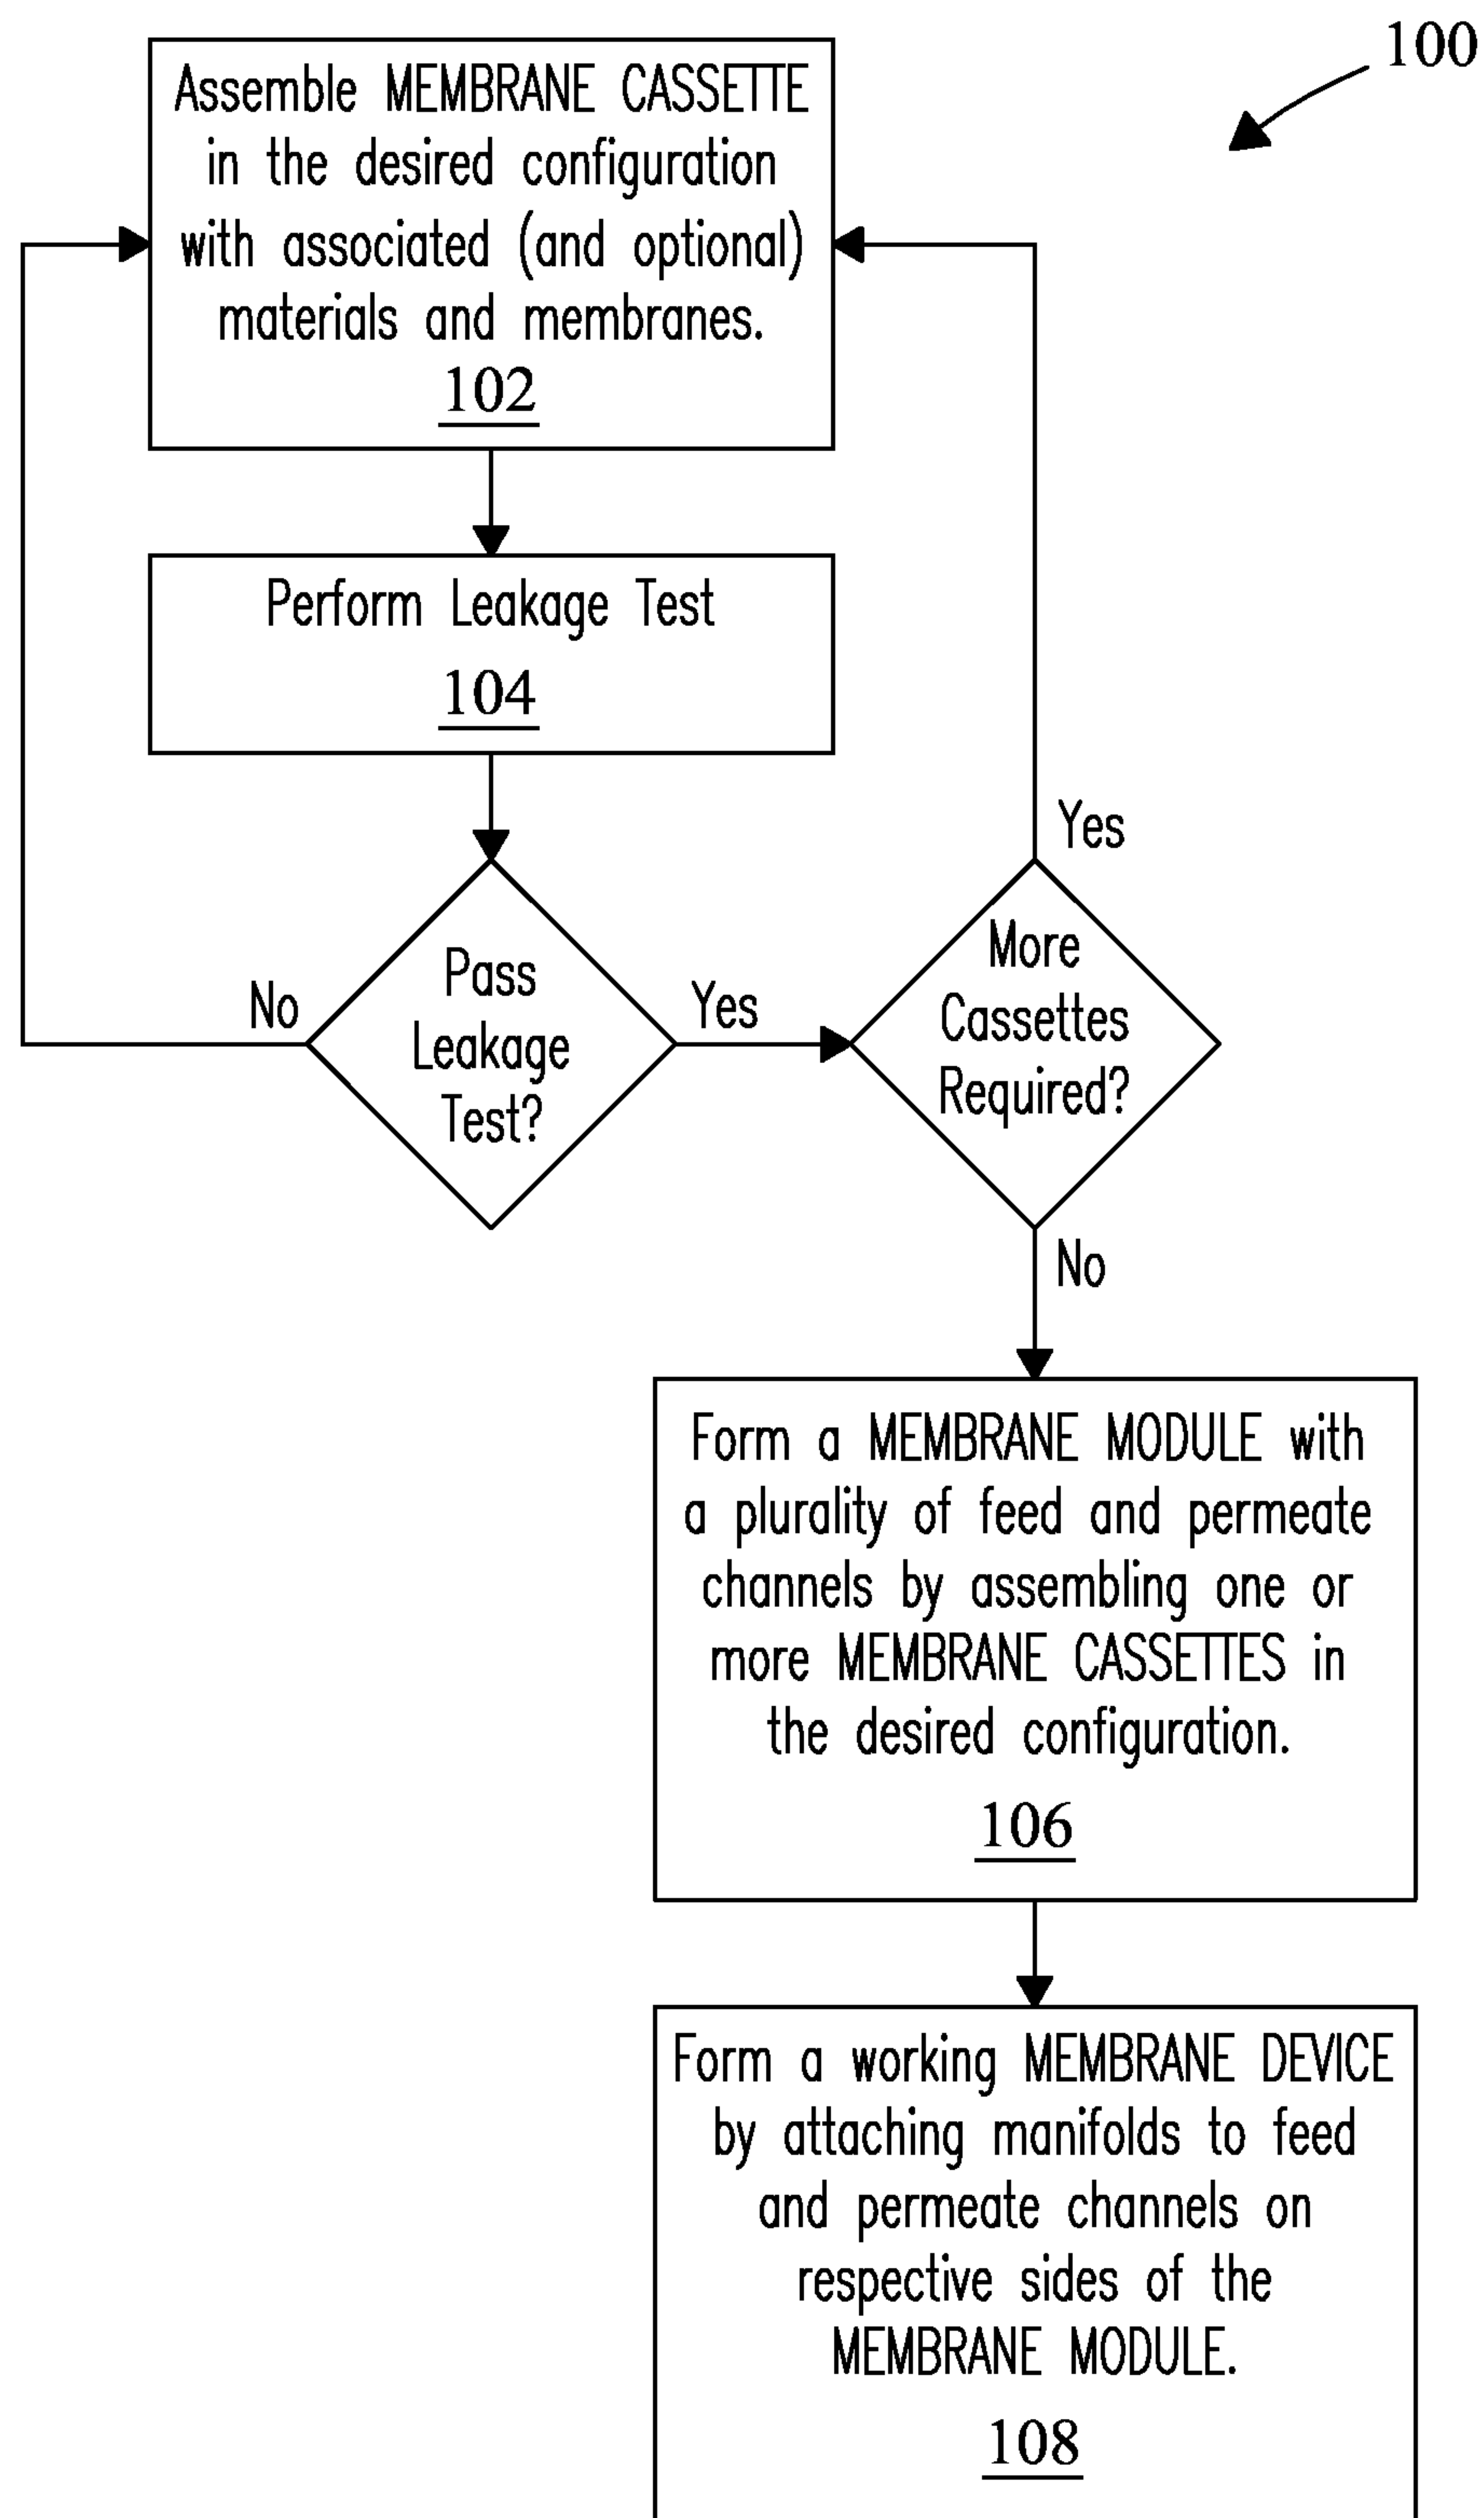 100
Assemble MEMBRANE CASSETTE
in the desired configuration
with associated (and optional)
materials and membranes.
102
Perform Leakage Test
104
Pass
Leakage
Test?
No
Yes
More
Cassettes
Required?
Yes
No
Form a MEMBRANE MODULE with
a plurality of feed and permeate
channels by assembling one or
more MEMBRANE CASSETTES in
the desired configuration.
106
Form a working MEMBRANE DEVICE
by attaching manifolds to feed
and permeate channels on
respective sides of the
MEMBRANE MODULE.
108